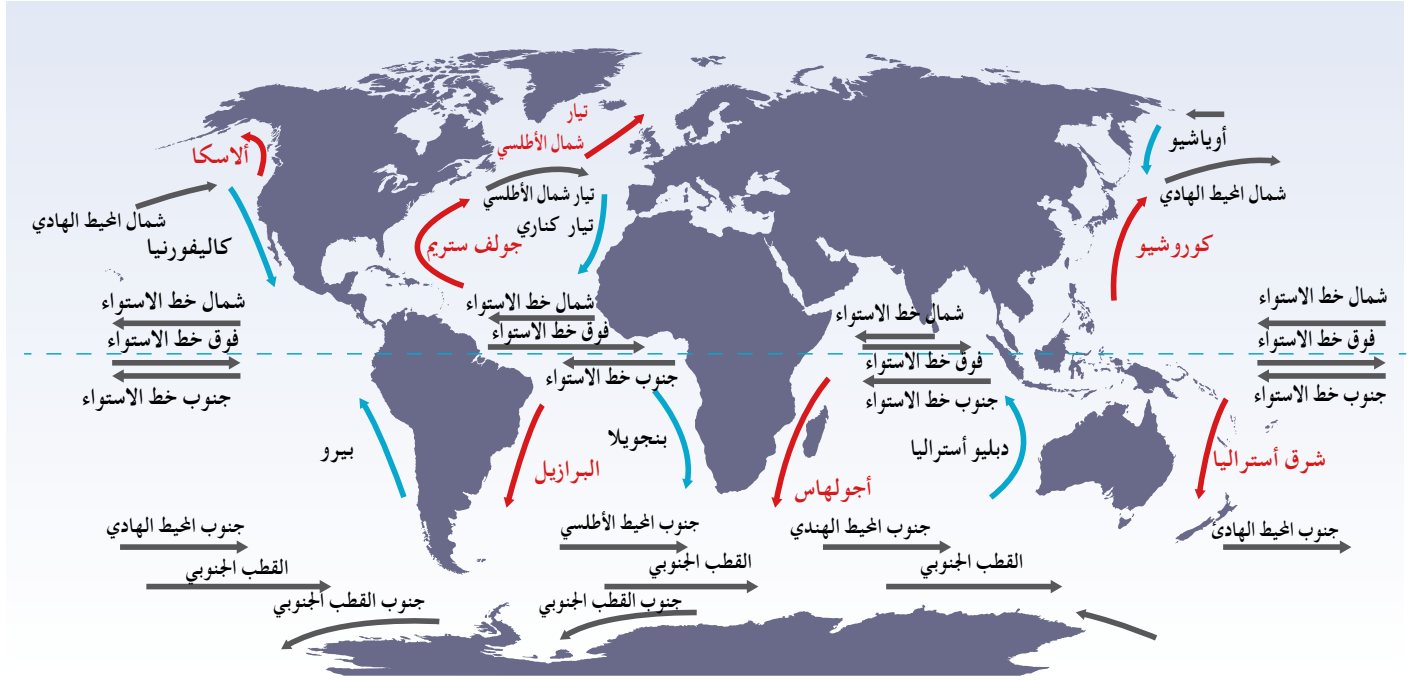 تيار
شمال الأطلسي
أوياشيو
ألاسكا
شمال المحيط الهادي
تيار شمال الأطلسي
شمال المحيط الهادي
كاليفورنيا
تيار كناري
جولف ستريم
كوروشيو
شمال خط الاستواء
فوق خط الاستواء
جنوب خط الاستواء
شمال خط الاستواء
فوق خط الاستواء
جنوب خط الاستواء
شمال خط الاستواء
فوق خط الاستواء
جنوب خط الاستواء
شمال خط الاستواء
فوق خط الاستواء
جنوب خط الاستواء
بيرو
البرازيل
بنجويلا
أجولهاس
دبليو أستراليا
شرق أستراليا
جنوب المحيط الهادي
جنوب المحيط الأطلسي
جنوب المحيط الهندي
جنوب المحيط الهادئ
القطب الجنوبي
القطب الجنوبي
القطب الجنوبي
جنوب القطب الجنوبي
جنوب القطب الجنوبي